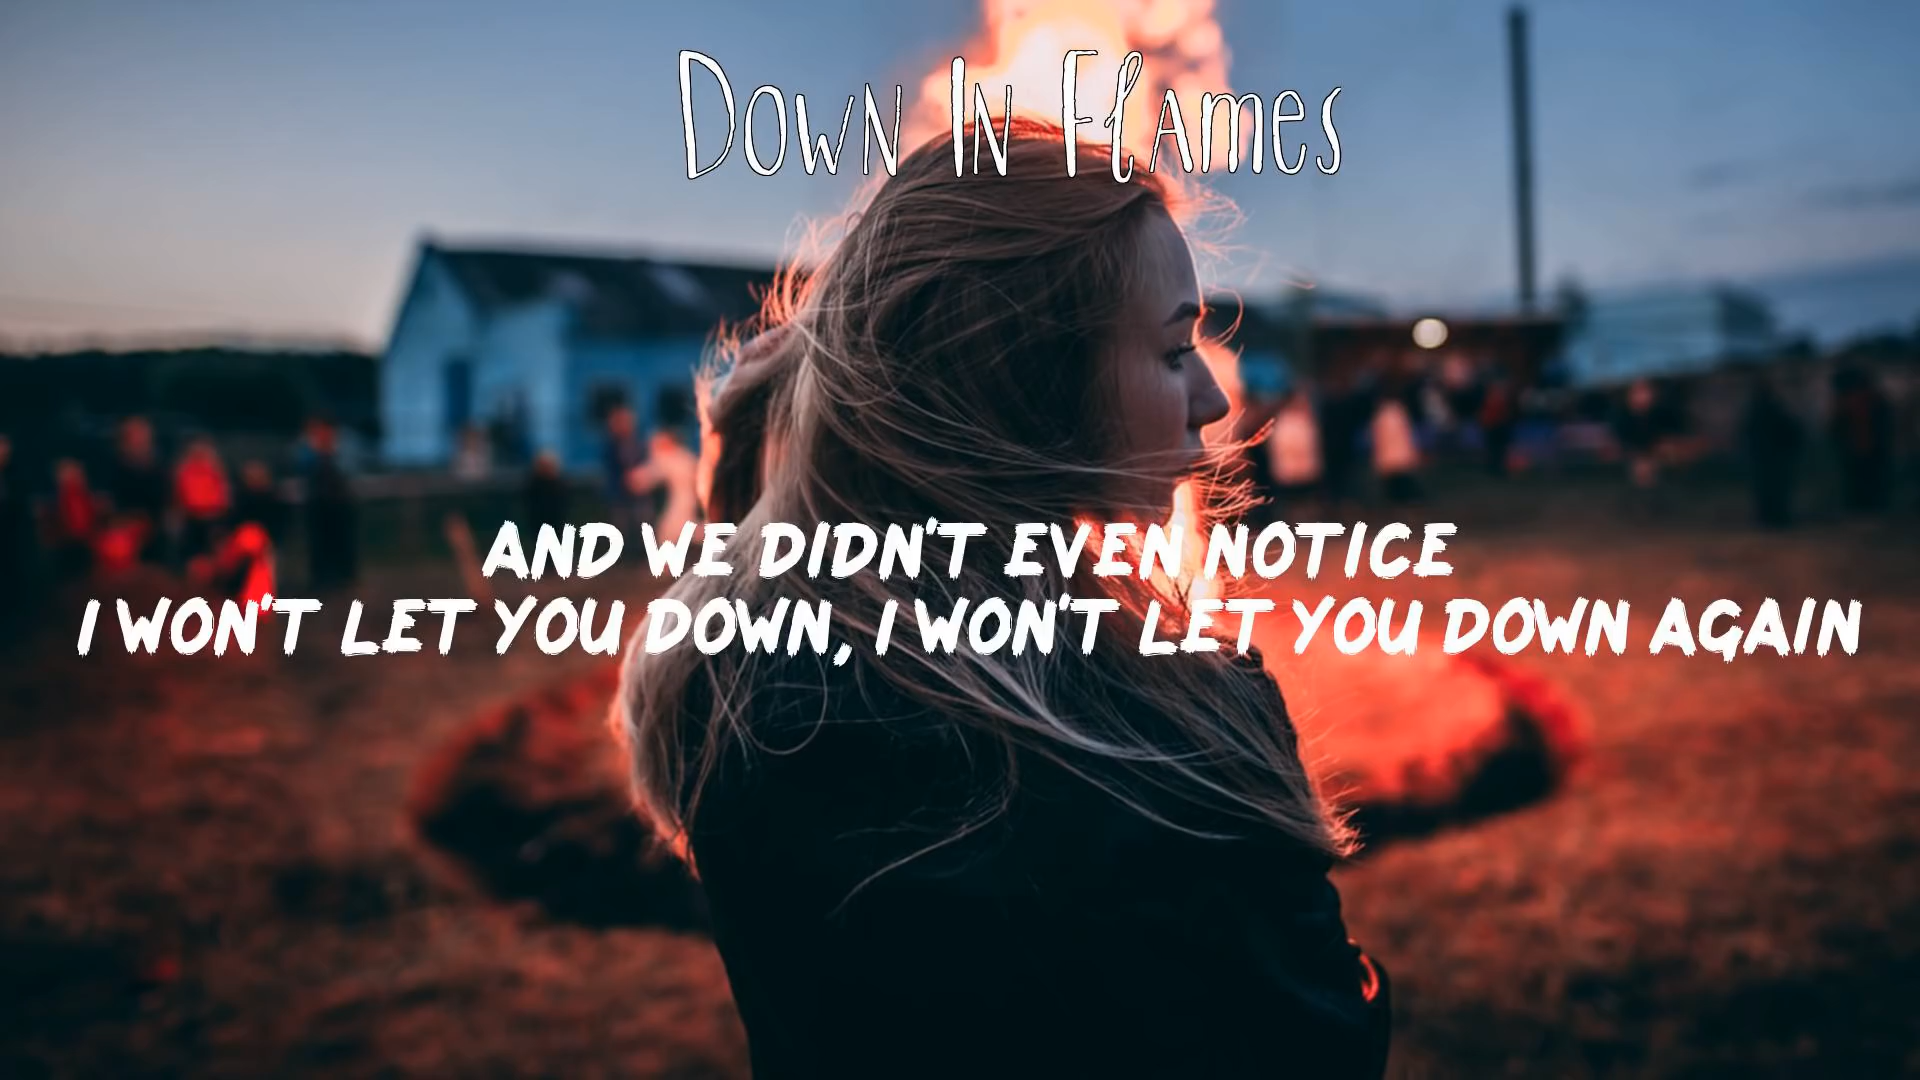 Down In Flames
AND WE DIDN'T EVEN NOTICE
I WON'T LET YOU DOWN, I WON'T LET YOU DOWN AGAIN